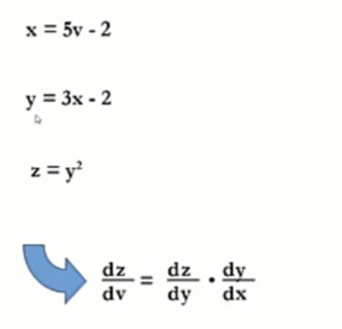 x = 5v - 2
y = 3x - 2
z = y²
dz/dv = dz/dy · dy/dx